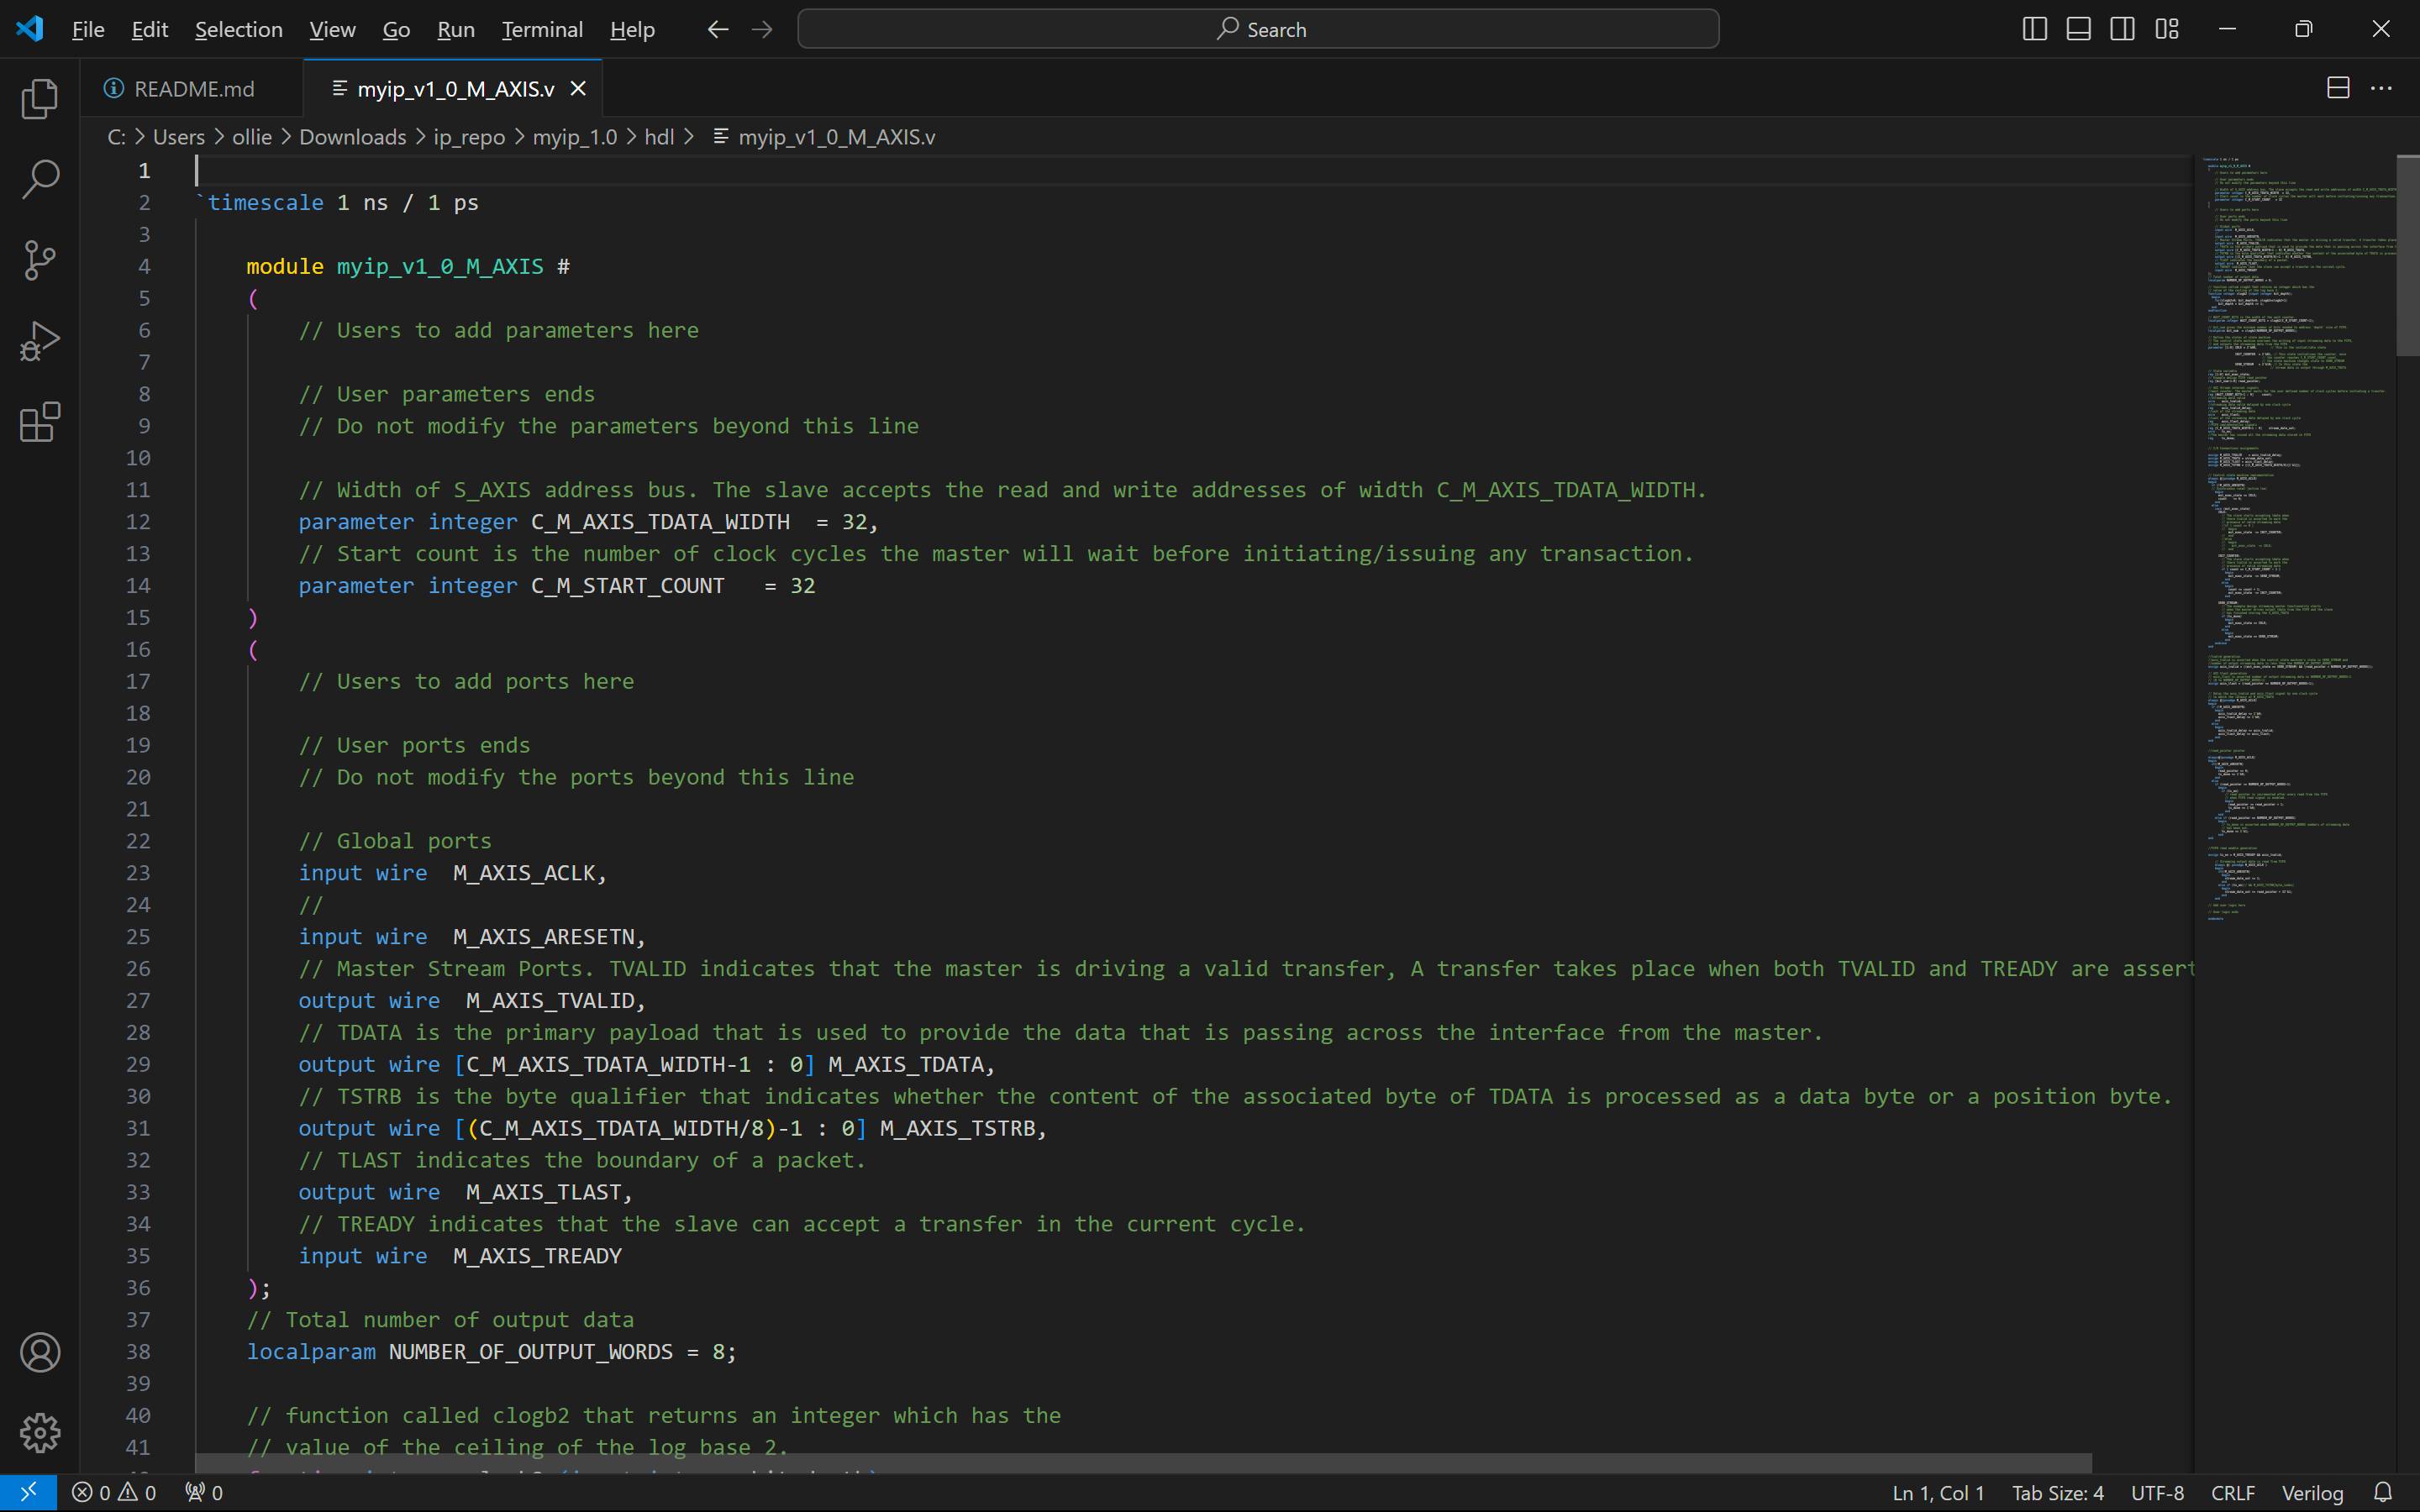 File Edit Selection View Go Run Terminal Help Search
README.md myip_v1_0_M_AXIS.v
C: > Users > ollie > Downloads > ip_repo > myip_1.0 > hdl > myip_v1_0_M_AXIS.v
1
2 `timescale 1 ns / 1 ps
3
4 module myip_v1_0_M_AXIS #
5 (
6 // Users to add parameters here
7
8 // User parameters ends
9 // Do not modify the parameters beyond this line
10
11 // Width of S_AXIS address bus. The slave accepts the read and write addresses of width C_M_AXIS_TDATA_WIDTH.
12 parameter integer C_M_AXIS_TDATA_WIDTH = 32,
13 // Start count is the number of clock cycles the master will wait before initiating/issuing any transaction.
14 parameter integer C_M_START_COUNT = 32
15 )
16 (
17 // Users to add ports here
18
19 // User ports ends
20 // Do not modify the ports beyond this line
21
22 // Global ports
23 input wire M_AXIS_ACLK,
24 //
25 input wire M_AXIS_ARESETN,
26 // Master Stream Ports. TVALID indicates that the master is driving a valid transfer, A transfer takes place when both TVALID and TREADY are assert
27 output wire M_AXIS_TVALID,
28 // TDATA is the primary payload that is used to provide the data that is passing across the interface from the master.
29 output wire [C_M_AXIS_TDATA_WIDTH-1 : 0] M_AXIS_TDATA,
30 // TSTRB is the byte qualifier that indicates whether the content of the associated byte of TDATA is processed as a data byte or a position byte.
31 output wire [(C_M_AXIS_TDATA_WIDTH/8)-1 : 0] M_AXIS_TSTRB,
32 // TLAST indicates the boundary of a packet.
33 output wire M_AXIS_TLAST,
34 // TREADY indicates that the slave can accept a transfer in the current cycle.
35 input wire M_AXIS_TREADY
36 );
37 // Total number of output data
38 localparam NUMBER_OF_OUTPUT_WORDS = 8;
39
40 // function called clogb2 that returns an integer which has the
41 // value of the ceiling of the log base 2.
0 0 0 Ln 1, Col 1 Tab Size: 4 UTF-8 CRLF Verilog